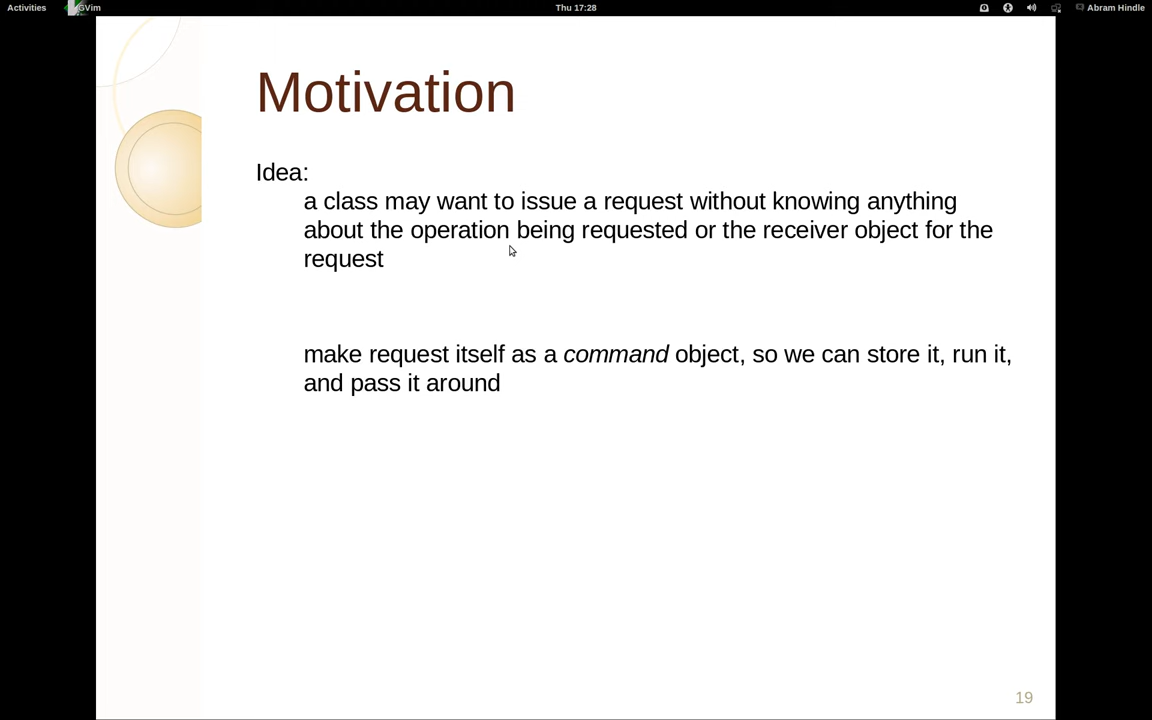 Activities GVim Thu 17:28 Abram Hindle
Motivation
Idea:
a class may want to issue a request without knowing anything
about the operation being requested or the receiver object for the
request
make request itself as a command object, so we can store it, run it,
and pass it around
19